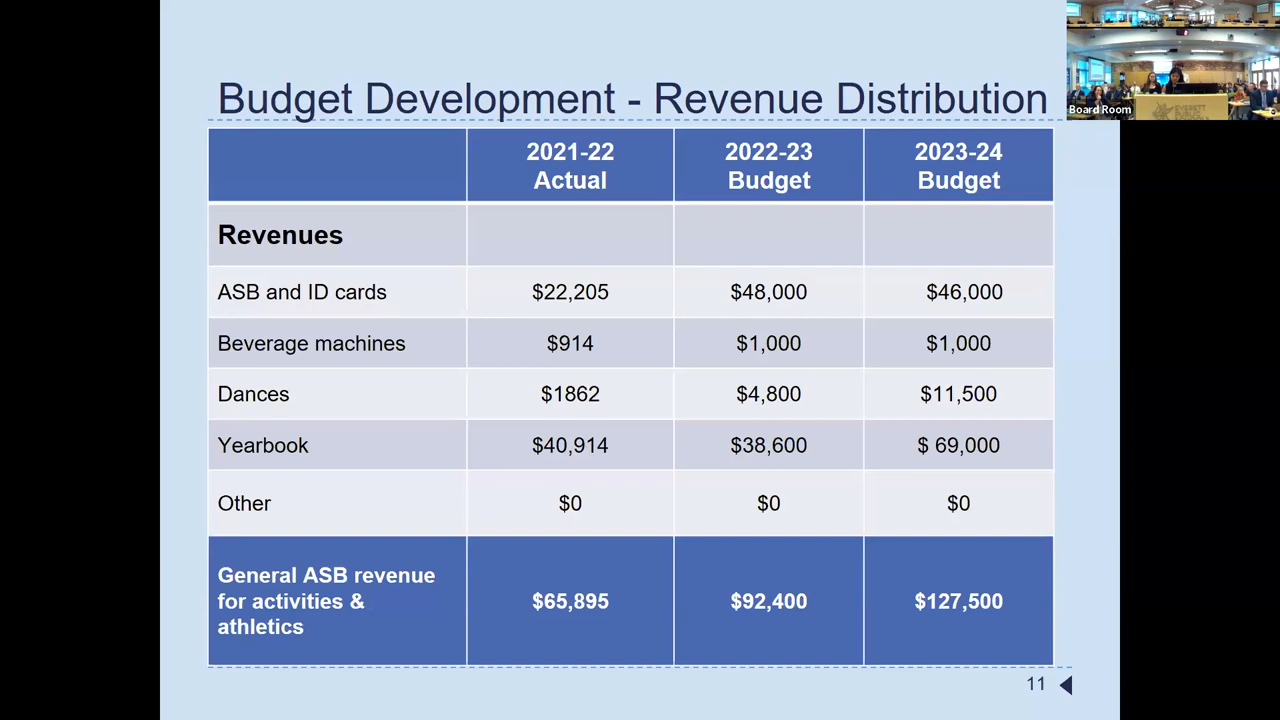 Budget Development - Revenue Distribution
Board Room
2021-22 Actual 2022-23 Budget 2023-24 Budget
Revenues
ASB and ID cards $22,205 $48,000 $46,000
Beverage machines $914 $1,000 $1,000
Dances $1862 $4,800 $11,500
Yearbook $40,914 $38,600 $ 69,000
Other $0 $0 $0
General ASB revenue for activities & athletics $65,895 $92,400 $127,500
11